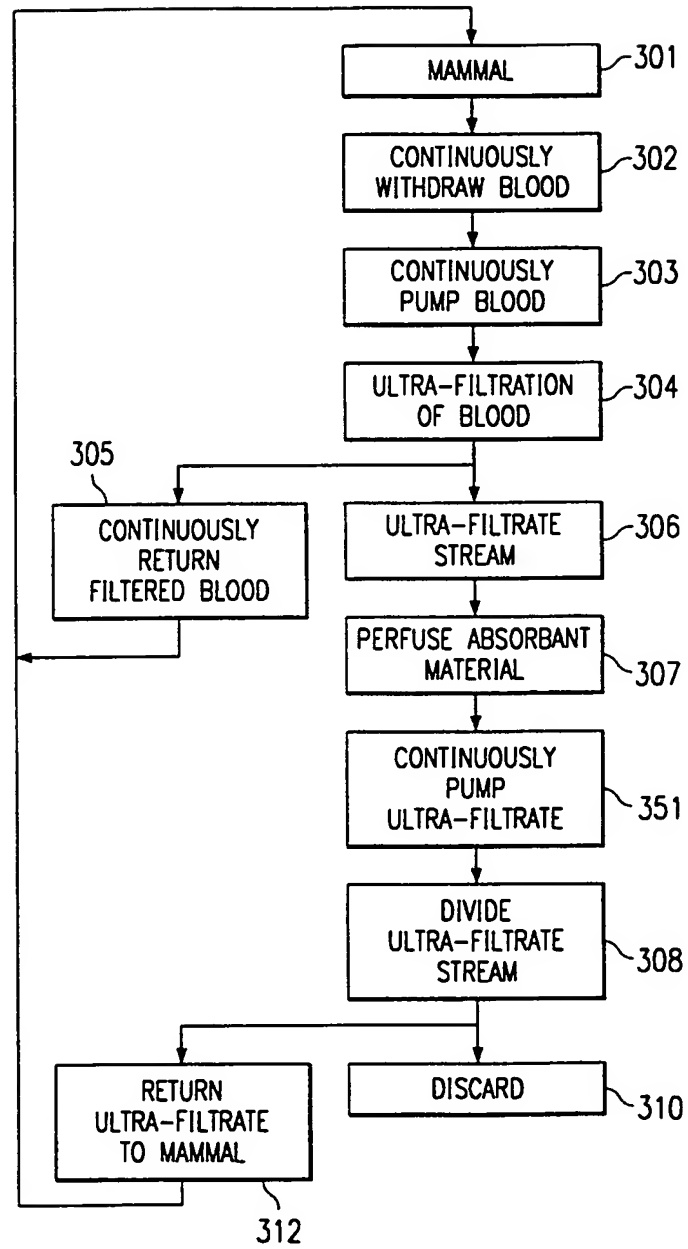 MAMMAL
301
CONTINUOUSLY
WITHDRAW BLOOD
302
CONTINUOUSLY
PUMP BLOOD
303
ULTRA-FILTRATION
OF BLOOD
304
305
CONTINUOUSLY
RETURN
FILTERED BLOOD
ULTRA-FILTRATE
STREAM
306
PERFUSE ABSORBANT
MATERIAL
307
CONTINUOUSLY
PUMP
ULTRA-FILTRATE
351
DIVIDE
ULTRA-FILTRATE
STREAM
308
RETURN
ULTRA-FILTRATE
TO MAMMAL
312
DISCARD
310